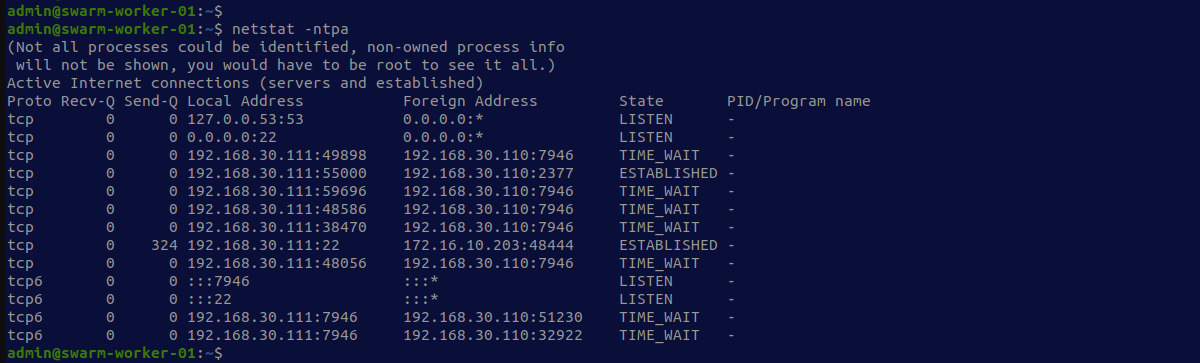 admin@swarm-worker-01:~$
admin@swarm-worker-01:~$ netstat -ntpa
(Not all processes could be identified, non-owned process info
 will not be shown, you would have to be root to see it all.)
Active Internet connections (servers and established)
Proto Recv-Q Send-Q Local Address           Foreign Address         State       PID/Program name
tcp        0      0 127.0.0.53:53           0.0.0.0:*               LISTEN      -
tcp        0      0 0.0.0.0:22              0.0.0.0:*               LISTEN      -
tcp        0      0 192.168.30.111:49898    192.168.30.110:7946     TIME_WAIT   -
tcp        0      0 192.168.30.111:55000    192.168.30.110:2377     ESTABLISHED -
tcp        0      0 192.168.30.111:59696    192.168.30.110:7946     TIME_WAIT   -
tcp        0      0 192.168.30.111:48586    192.168.30.110:7946     TIME_WAIT   -
tcp        0      0 192.168.30.111:38470    192.168.30.110:7946     TIME_WAIT   -
tcp        0    324 192.168.30.111:22       172.16.10.203:48444     ESTABLISHED -
tcp        0      0 192.168.30.111:48056    192.168.30.110:7946     TIME_WAIT   -
tcp6       0      0 :::7946                 :::*                    LISTEN      -
tcp6       0      0 :::22                   :::*                    LISTEN      -
tcp6       0      0 192.168.30.111:7946     192.168.30.110:51230    TIME_WAIT   -
tcp6       0      0 192.168.30.111:7946     192.168.30.110:32922    TIME_WAIT   -
admin@swarm-worker-01:~$